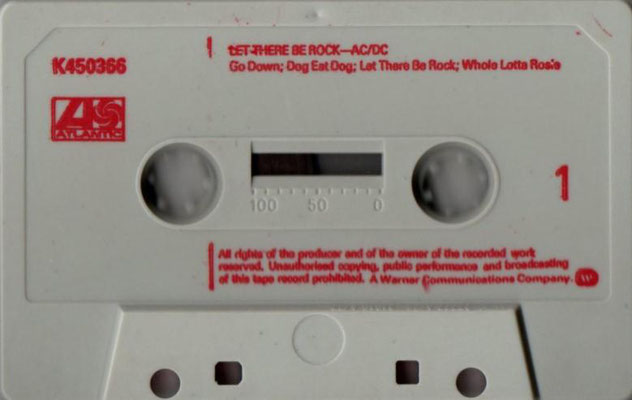 1 LET THERE BE ROCK—AC/DC
K450366
Go Down; Dog Eat Dog; Let There Be Rock; Whole Lotta Rosie
ATLANTIC
1
100 50 0
All rights of the producer and of the owner of the recorded work
reserved. Unauthorised copying, public performance and broadcasting
of this tape record prohibited. A Warner Communications Company.